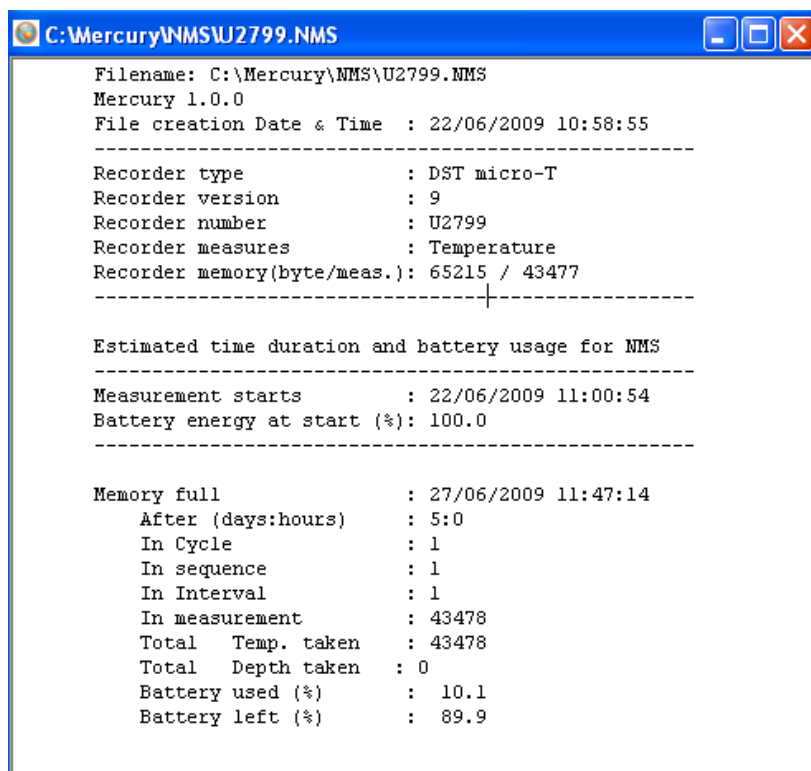 C:\Mercury\NMS\U2799.NMS
Filename: C:\Mercury\NMS\U2799.NMS
Mercury 1.0.0
File creation Date & Time : 22/06/2009 10:58:55
----------------------------------------------------
Recorder type : DST micro-T
Recorder version : 9
Recorder number : U2799
Recorder measures : Temperature
Recorder memory(byte/meas.): 65215 / 43477
----------------------------------------------------
Estimated time duration and battery usage for NMS
----------------------------------------------------
Measurement starts : 22/06/2009 11:00:54
Battery energy at start (%): 100.0
----------------------------------------------------
Memory full : 27/06/2009 11:47:14
After (days:hours) : 5:0
In Cycle : 1
In sequence : 1
In Interval : 1
In measurement : 43478
Total Temp. taken : 43478
Total Depth taken : 0
Battery used (%) : 10.1
Battery left (%) : 89.9